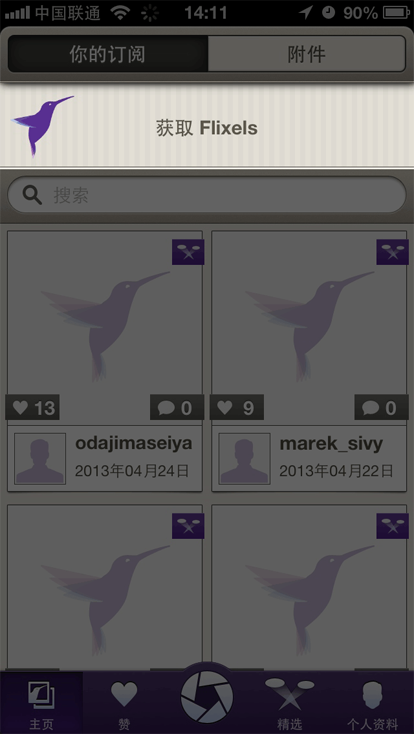 中国联通 14:11 90%
你的订阅 附件
获取 Flixels
搜索
13 0 9 0
odajimaseiya marek_sivy
2013年04月24日 2013年04月22日
主页 赞 精选 个人资料